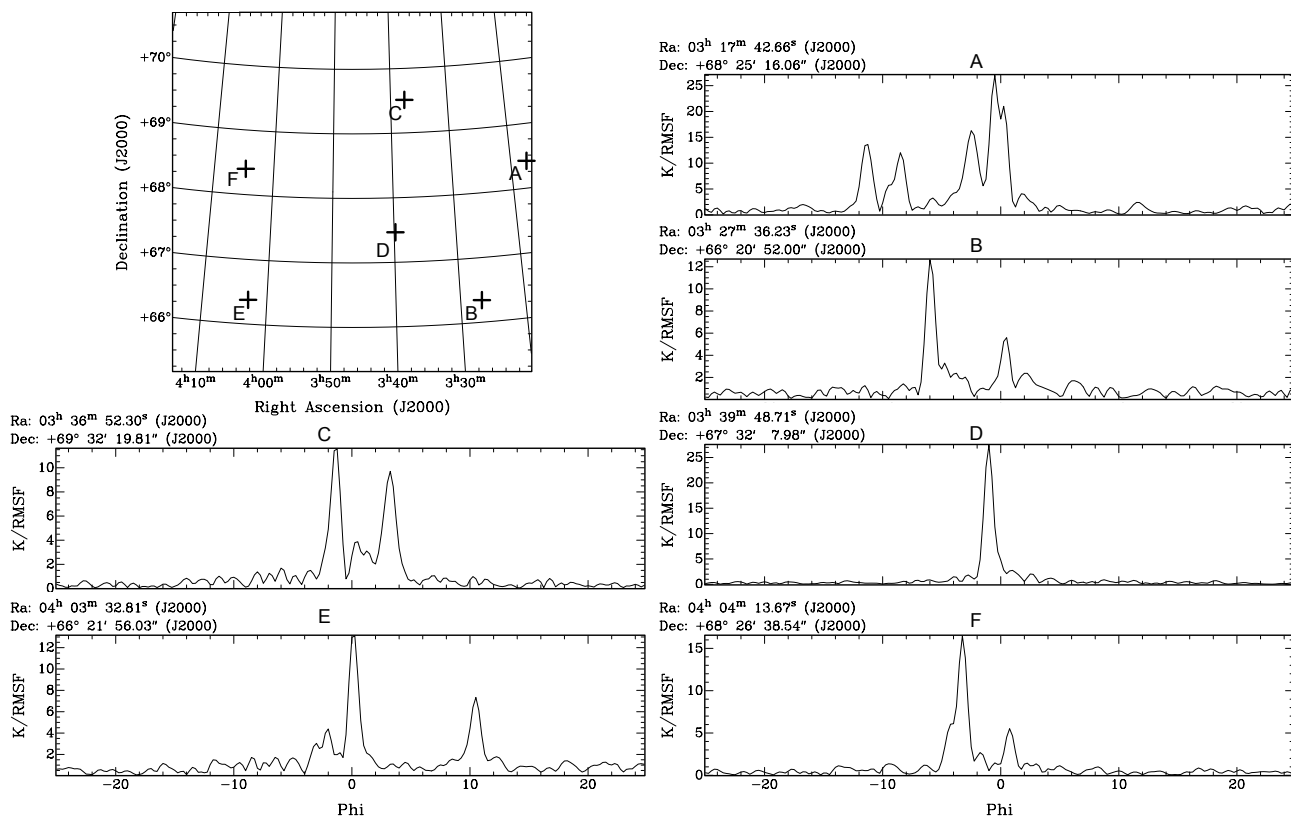 +70°
+69°
+68°
+67°
+66°
Declination (J2000)
C
A
F
D
E
B
4ʰ10ᵐ 4ʰ00ᵐ 3ʰ50ᵐ 3ʰ40ᵐ 3ʰ30ᵐ
Right Ascension (J2000)
Ra: 03ʰ 17ᵐ 42.66ˢ (J2000)
Dec: +68° 25′ 16.06″ (J2000)
A
25
20
15
10
5
0
K/RMSF
Ra: 03ʰ 27ᵐ 36.23ˢ (J2000)
Dec: +66° 20′ 52.00″ (J2000)
B
12
10
8
6
4
2
K/RMSF
Ra: 03ʰ 36ᵐ 52.30ˢ (J2000)
Dec: +69° 32′ 19.81″ (J2000)
C
10
8
6
4
2
0
K/RMSF
Ra: 03ʰ 39ᵐ 48.71ˢ (J2000)
Dec: +67° 32′ 7.98″ (J2000)
D
25
20
15
10
5
0
K/RMSF
Ra: 04ʰ 03ᵐ 32.81ˢ (J2000)
Dec: +66° 21′ 56.03″ (J2000)
E
12
10
8
6
4
2
K/RMSF
−20 −10 0 10 20
Phi
Ra: 04ʰ 04ᵐ 13.67ˢ (J2000)
Dec: +68° 26′ 38.54″ (J2000)
F
15
10
5
0
K/RMSF
−20 −10 0 10 20
Phi